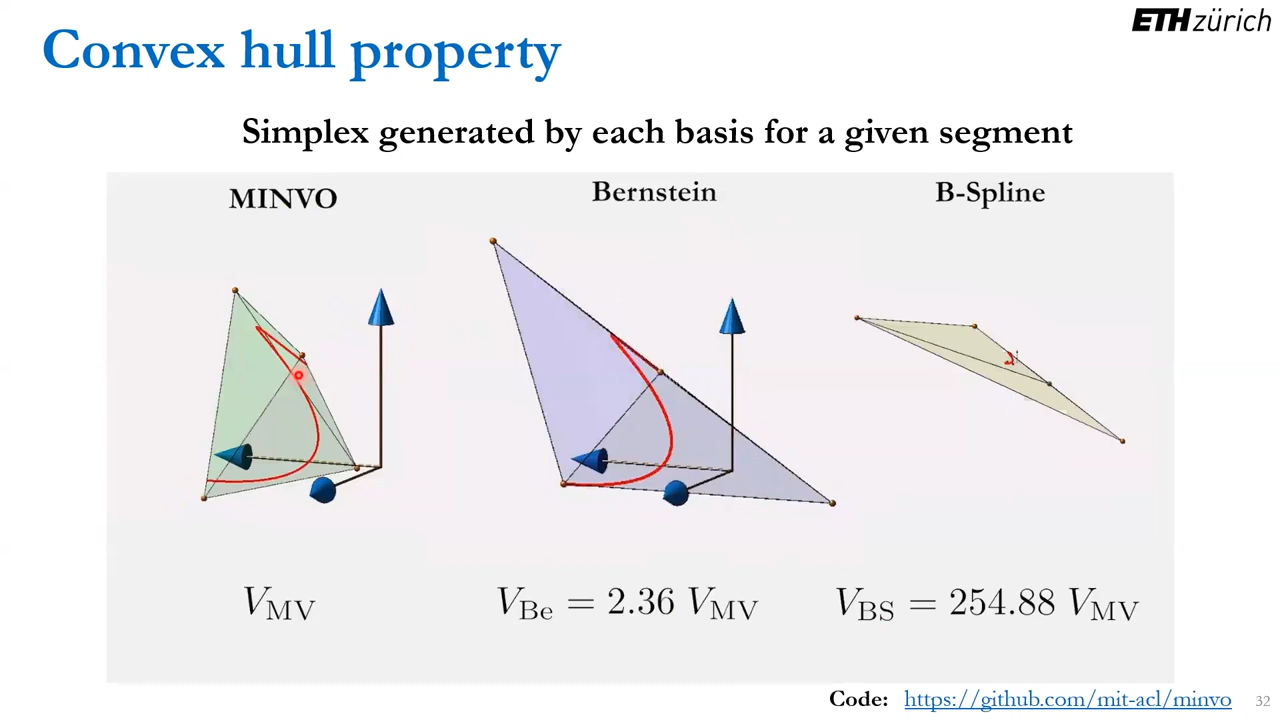 ETH zürich
Convex hull property
Simplex generated by each basis for a given segment
MINVO
Bernstein
B-Spline
V_MV
V_Be = 2.36 V_MV
V_BS = 254.88 V_MV
Code: https://github.com/mit-acl/minvo
32